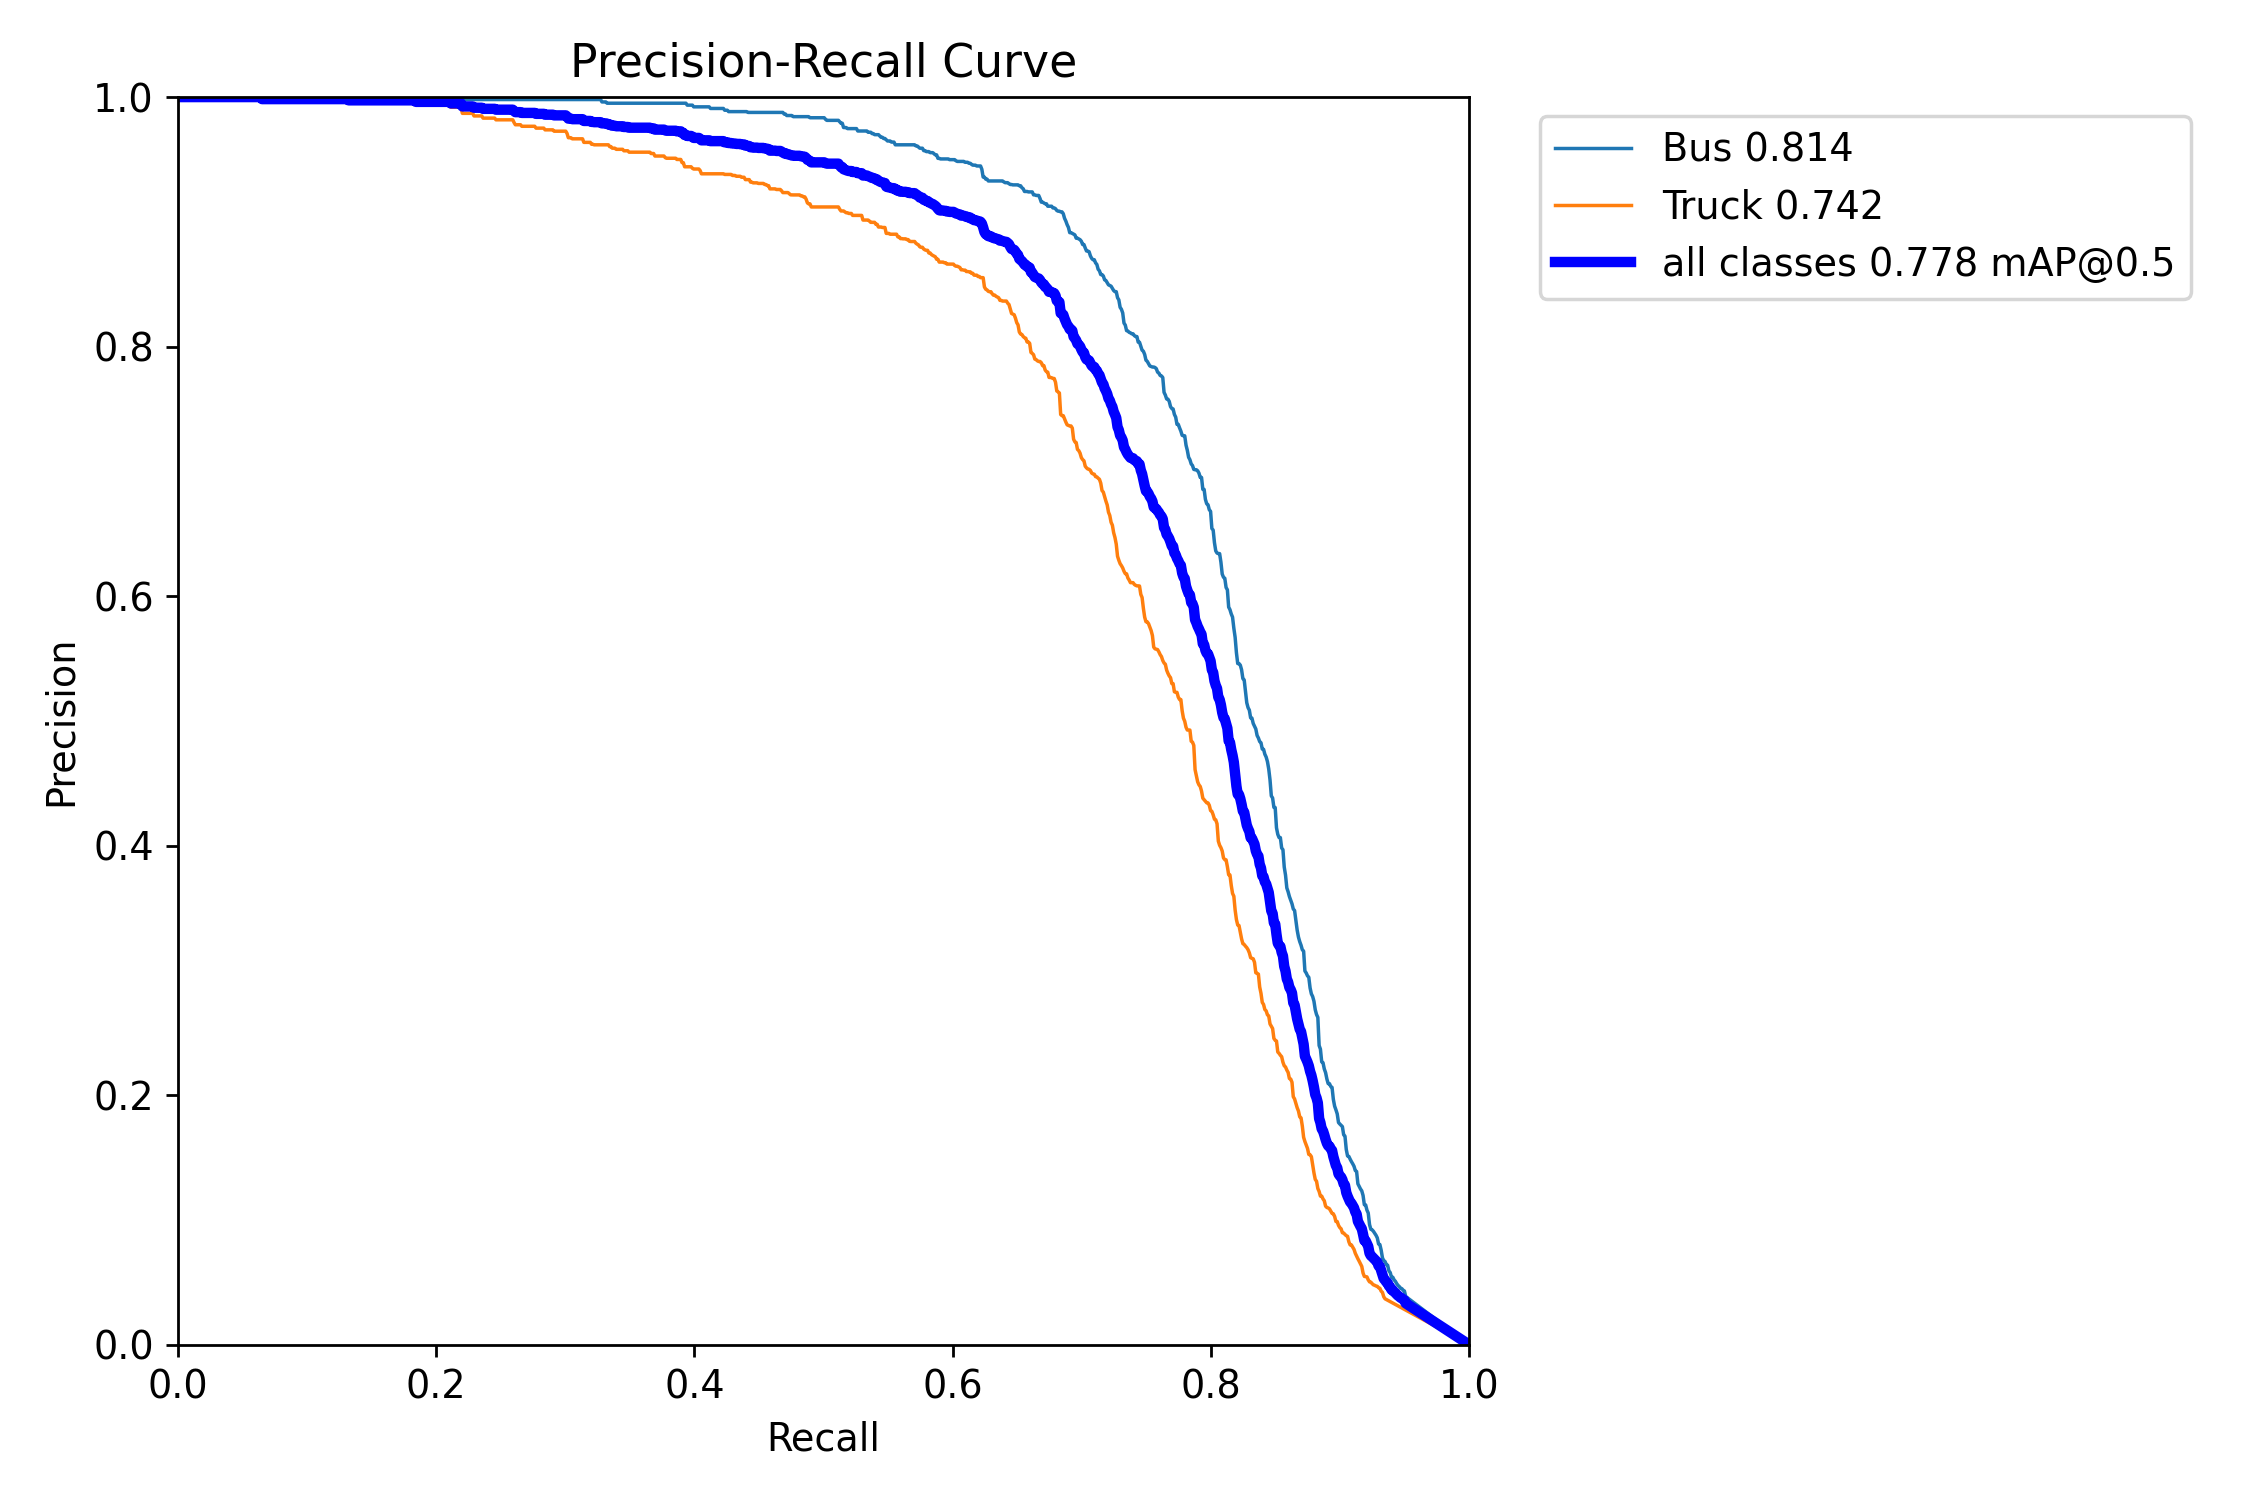 Precision-Recall Curve
Bus 0.814
Truck 0.742
all classes 0.778 mAP@0.5
Precision
1.0
0.8
0.6
0.4
0.2
0.0
0.0 0.2 0.4 0.6 0.8 1.0
Recall